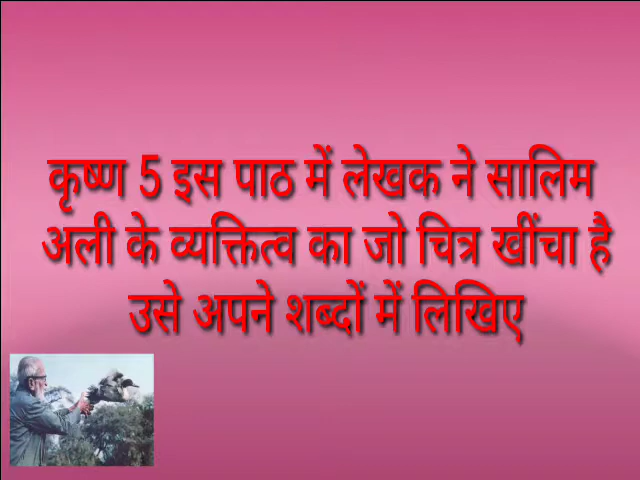 कृष्ण 5 इस पाठ में लेखक ने सालिम
अली के व्यक्तित्व का जो चित्र खींचा है
उसे अपने शब्दों में लिखिए